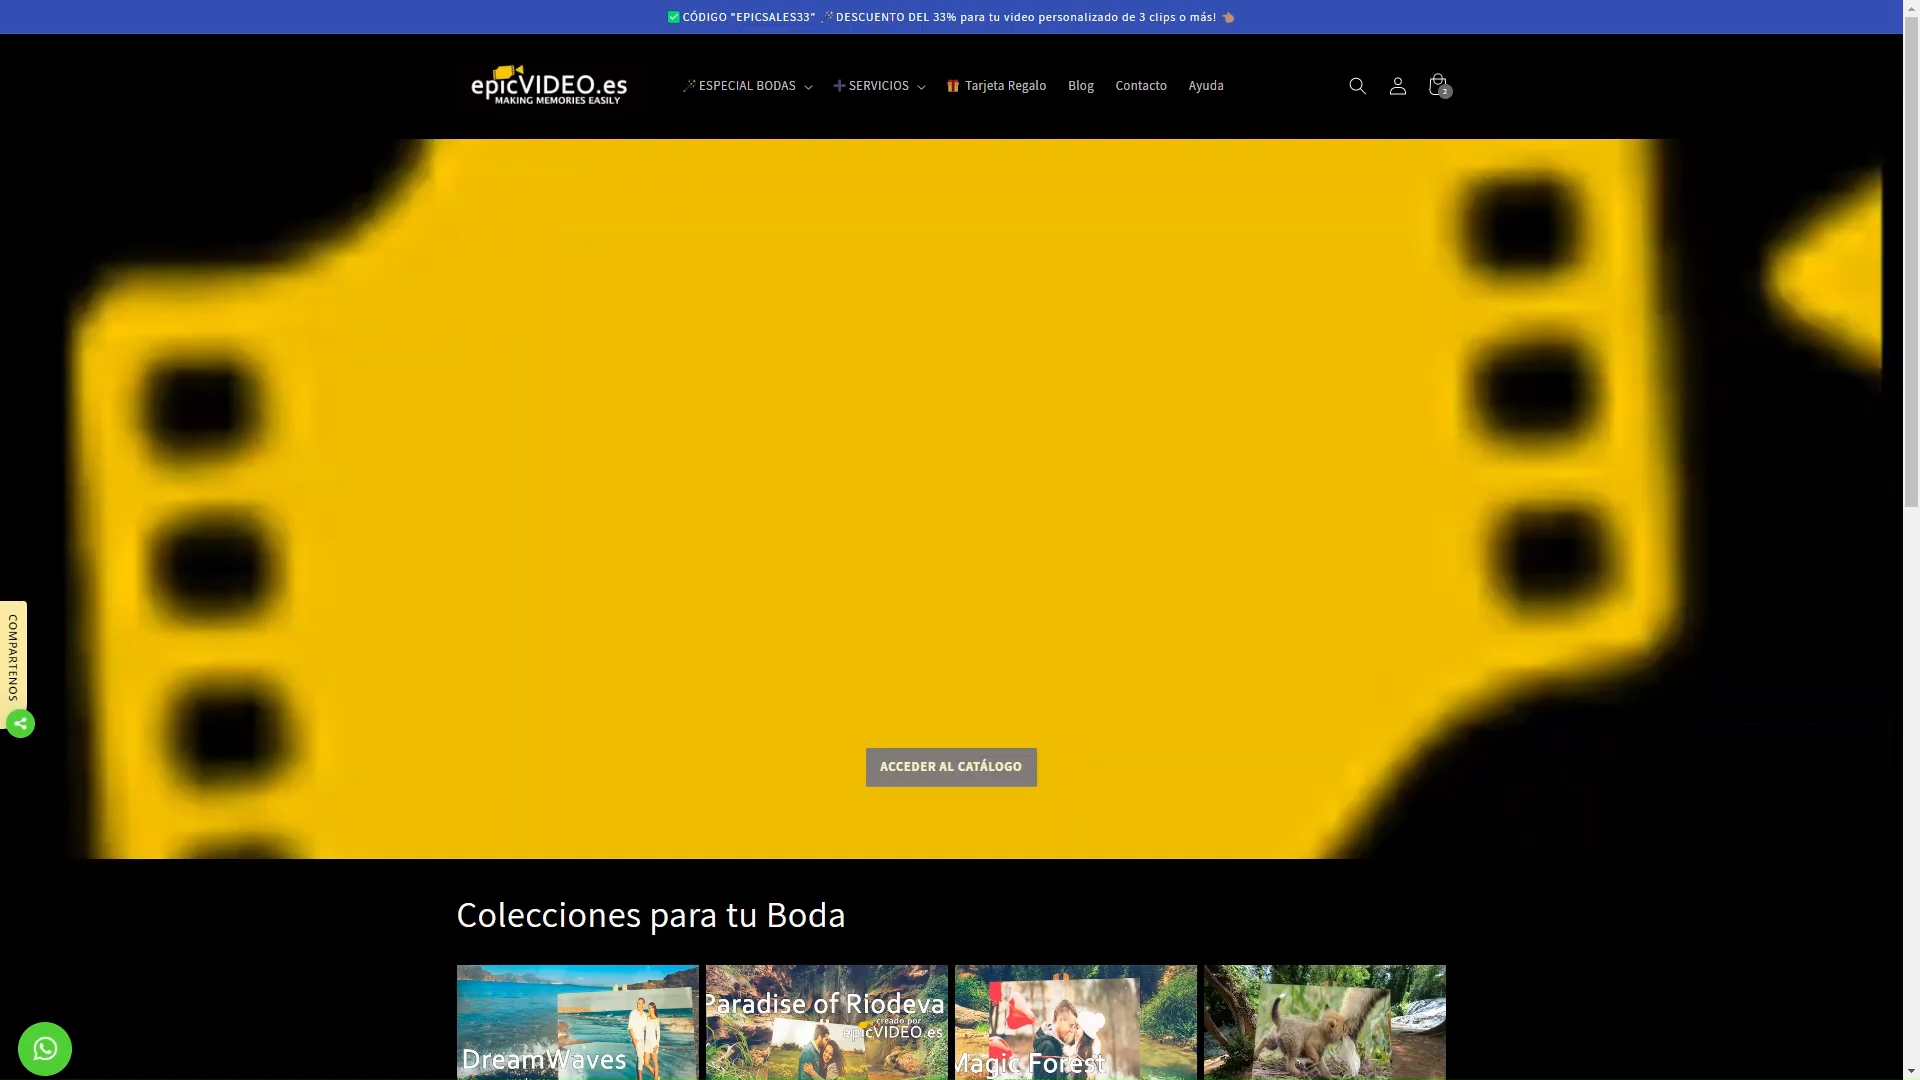 ✅ CÓDIGO "EPICSALES33" 🪄 DESCUENTO DEL 33% para tu video personalizado de 3 clips o más! 👈🏽
epicVIDEO.es
MAKING MEMORIES EASILY
🪄 ESPECIAL BODAS
➕ SERVICIOS
🎁 Tarjeta Regalo
Blog
Contacto
Ayuda
2
COMPARTENOS
ACCEDER AL CATÁLOGO
Colecciones para tu Boda
DreamWaves
Paradise of Riodeva
creado por
epicVIDEO.es
Magic Forest